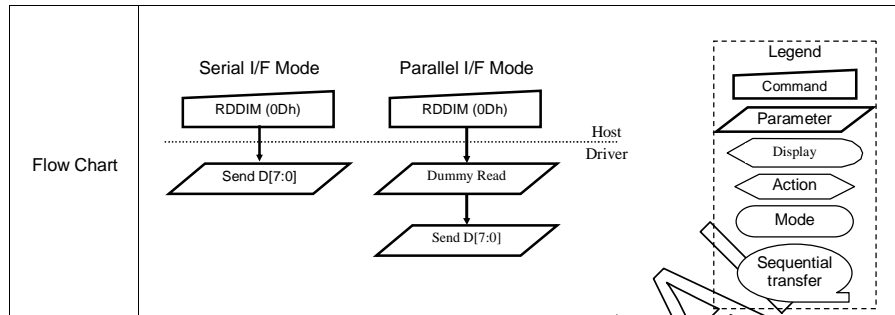 Flow Chart
Serial I/F Mode
RDDIM (0Dh)
Send D[7:0]
Parallel I/F Mode
RDDIM (0Dh)
Dummy Read
Send D[7:0]
Host
Driver
Legend
Command
Parameter
Display
Action
Mode
Sequential
transfer